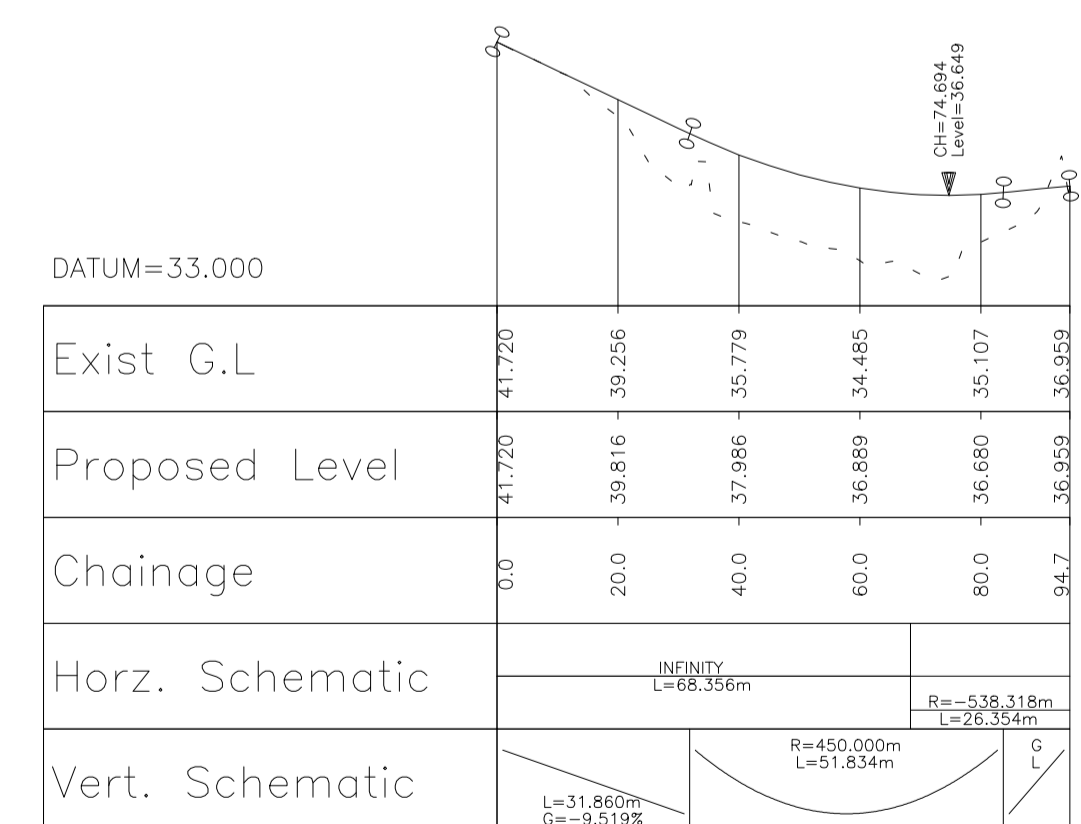 CH=74.694
Level=36.649
DATUM=33.000
Exist G.L 41.720 39.256 35.779 34.485 35.107 36.959
Proposed Level 41.720 39.816 37.986 36.889 36.680 36.959
Chainage 0.0 20.0 40.0 60.0 80.0 94.7
Horz. Schematic
INFINITY
L=68.356m
R=-538.318m
L=26.354m
Vert. Schematic
L=31.860m
G=-9.519%
R=450.000m
L=51.834m
G
L